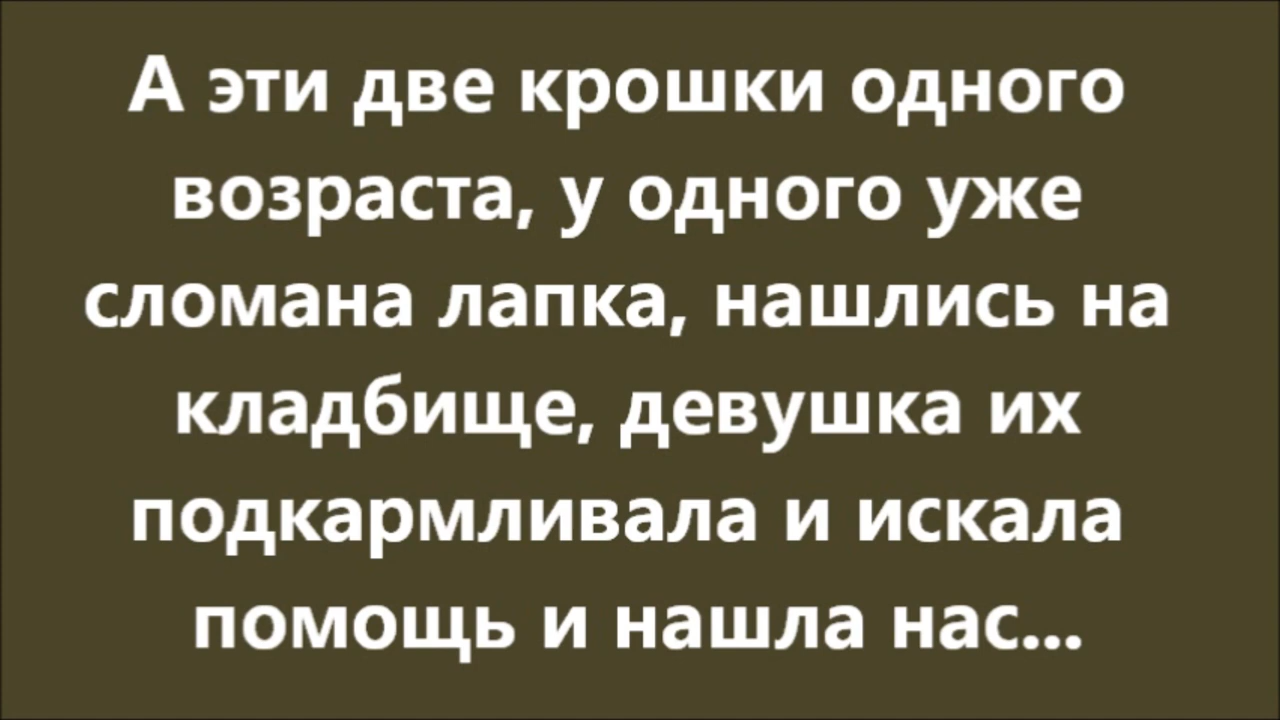 А эти две крошки одного
возраста, у одного уже
сломана лапка, нашлись на
кладбище, девушка их
подкармливала и искала
помощь и нашла нас...